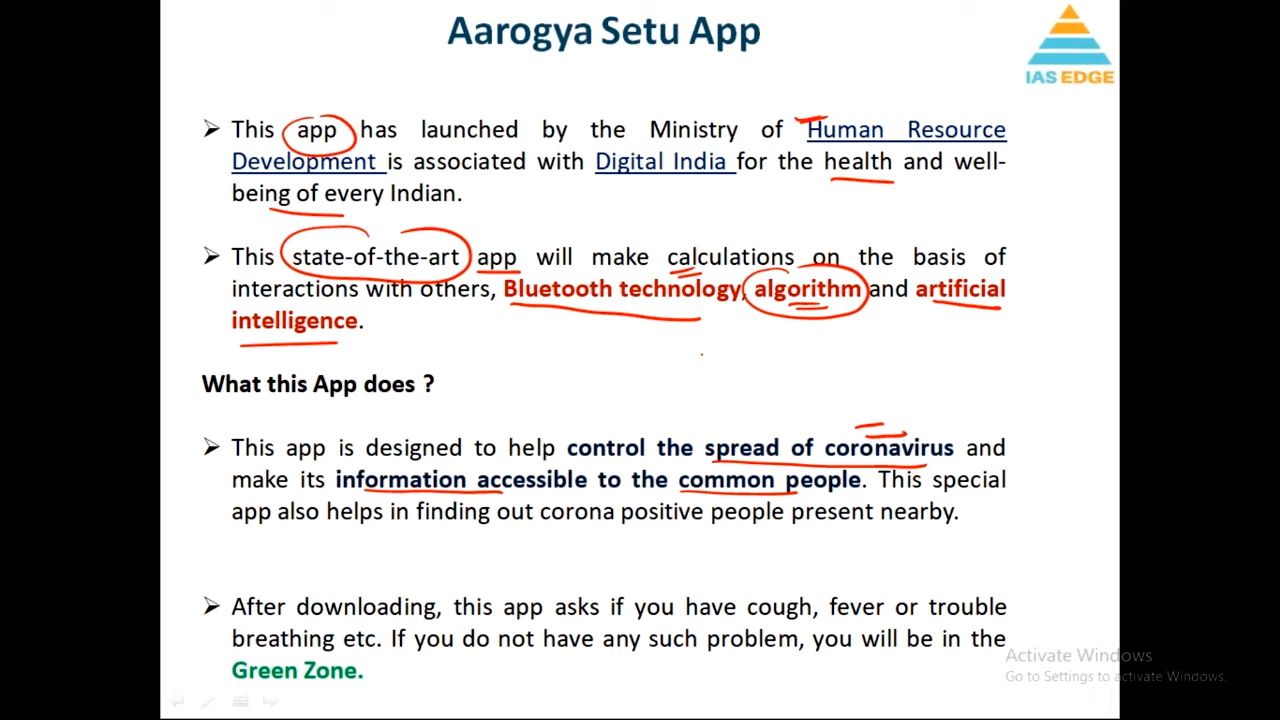 Aarogya Setu App
IAS EDGE
➢ This app has launched by the Ministry of Human Resource
Development is associated with Digital India for the health and well-
being of every Indian.
➢ This state-of-the-art app will make calculations on the basis of
interactions with others, Bluetooth technology, algorithm and artificial
intelligence.
What this App does ?
➢ This app is designed to help control the spread of coronavirus and
make its information accessible to the common people. This special
app also helps in finding out corona positive people present nearby.
➢ After downloading, this app asks if you have cough, fever or trouble
breathing etc. If you do not have any such problem, you will be in the
Green Zone.
Activate Windows
Go to Settings to activate Windows.